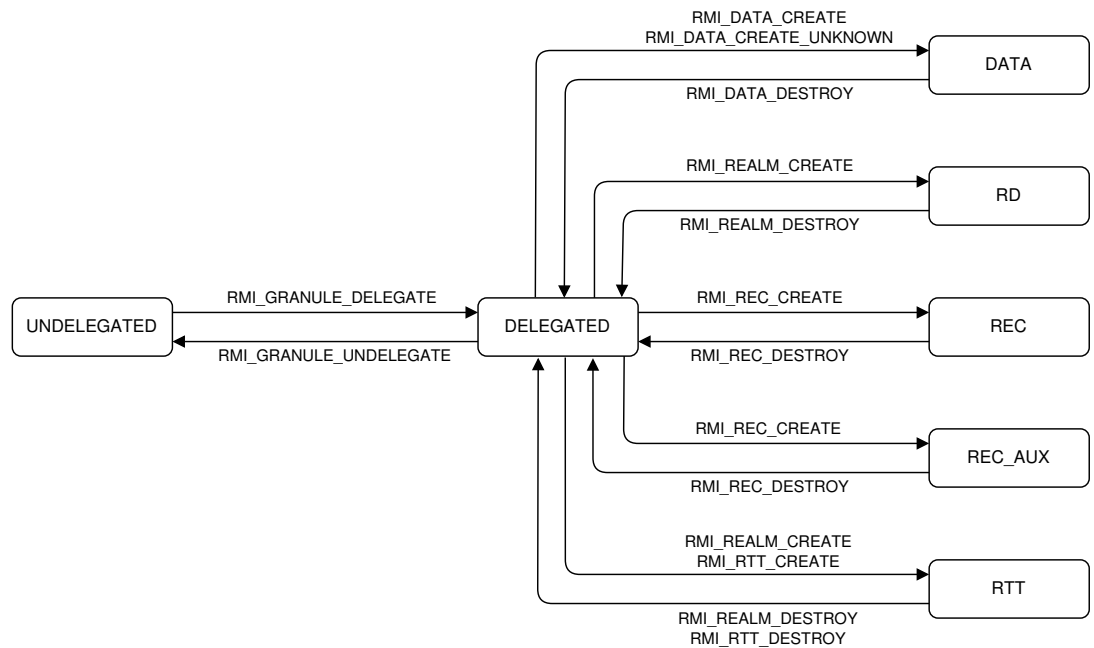 RMI_DATA_CREATE
RMI_DATA_CREATE_UNKNOWN
DATA
RMI_DATA_DESTROY
RMI_REALM_CREATE
RD
RMI_REALM_DESTROY
RMI_GRANULE_DELEGATE
RMI_REC_CREATE
UNDELEGATED
DELEGATED
REC
RMI_GRANULE_UNDELEGATE
RMI_REC_DESTROY
RMI_REC_CREATE
REC_AUX
RMI_REC_DESTROY
RMI_REALM_CREATE
RMI_RTT_CREATE
RTT
RMI_REALM_DESTROY
RMI_RTT_DESTROY